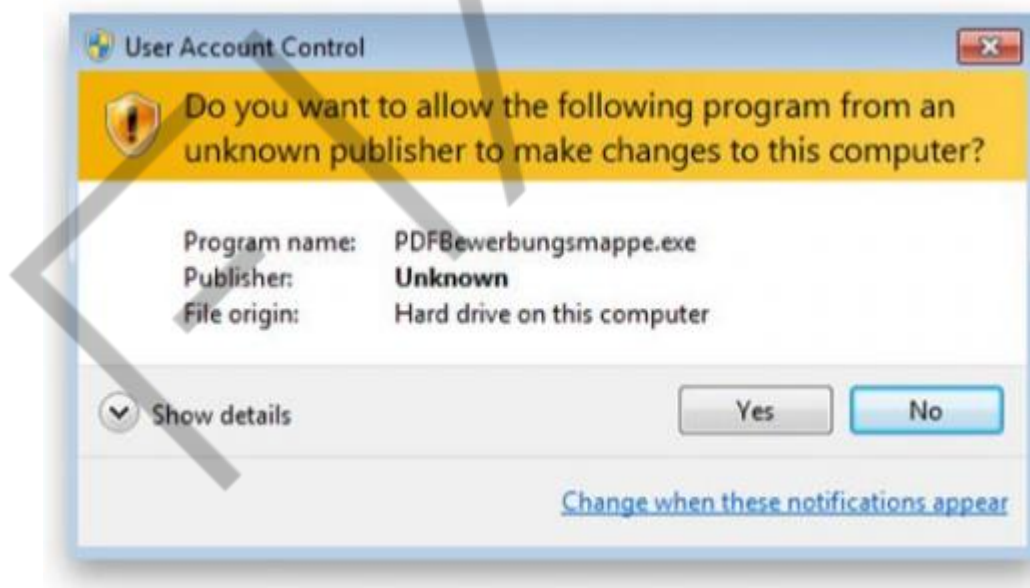 User Account Control
Do you want to allow the following program from an
unknown publisher to make changes to this computer?
Program name: PDFBewerbungsmappe.exe
Publisher: Unknown
File origin: Hard drive on this computer
Show details
Yes
No
Change when these notifications appear